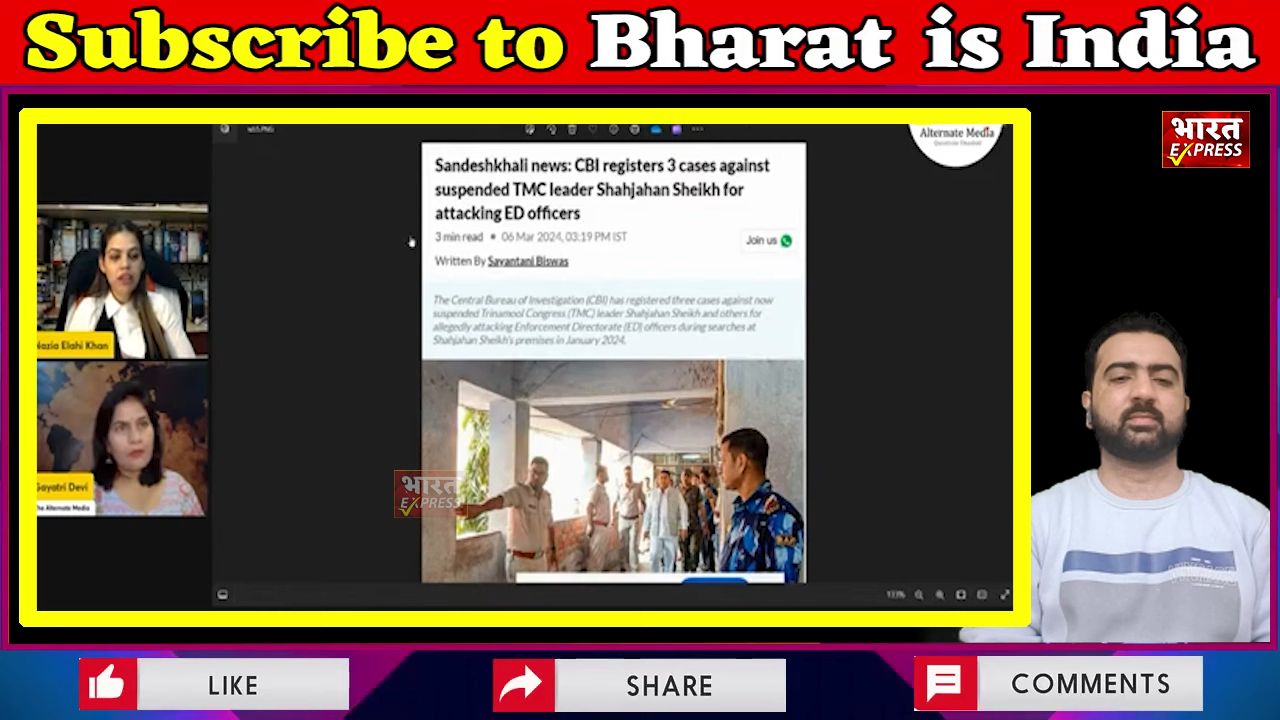 Subscribe to Bharat is India
भारत
EXPRESS
Alternate Media
Sandeshkhali news: CBI registers 3 cases against
suspended TMC leader Shahjahan Sheikh for
attacking ED officers
3 min read • 06 Mar 2024, 03:19 PM IST
Join us
Written By Sayantani Biswas
The Central Bureau of Investigation (CBI) has registered three cases against now
suspended Trinamool Congress (TMC) leader Shahjahan Sheikh and others for
allegedly attacking Enforcement Directorate (ED) officers during searches at
Shahjahan Sheikh's premises in January 2024.
Nazia Elahi Khan
Gayatri Devi
The Alternate Media
भारत
EXPRESS
LIKE
SHARE
COMMENTS